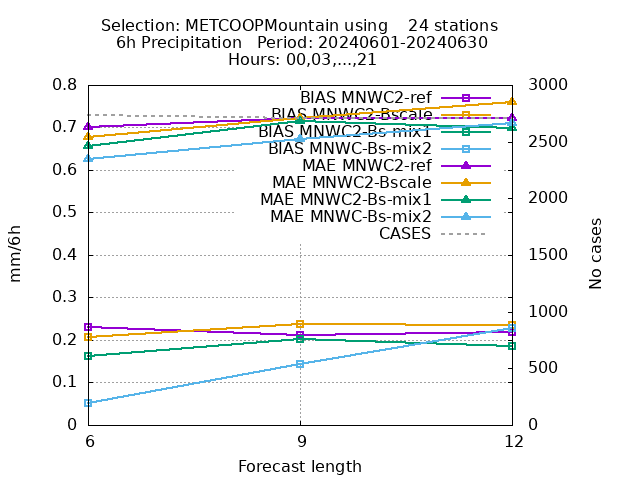 Selection: METCOOPMountain using    24 stations
6h Precipitation   Period: 20240601-20240630
Hours: 00,03,...,21
0.8
0.7
0.6
0.5
0.4
0.3
0.2
0.1
0
3000
2500
2000
1500
1000
500
0
mm/6h
No cases
BIAS MNWC2-ref
BIAS MNWC2-Bscale
BIAS MNWC2-Bs-mix1
BIAS MNWC-Bs-mix2
MAE MNWC2-ref
MAE MNWC2-Bscale
MAE MNWC2-Bs-mix1
MAE MNWC-Bs-mix2
CASES
6
9
12
Forecast length